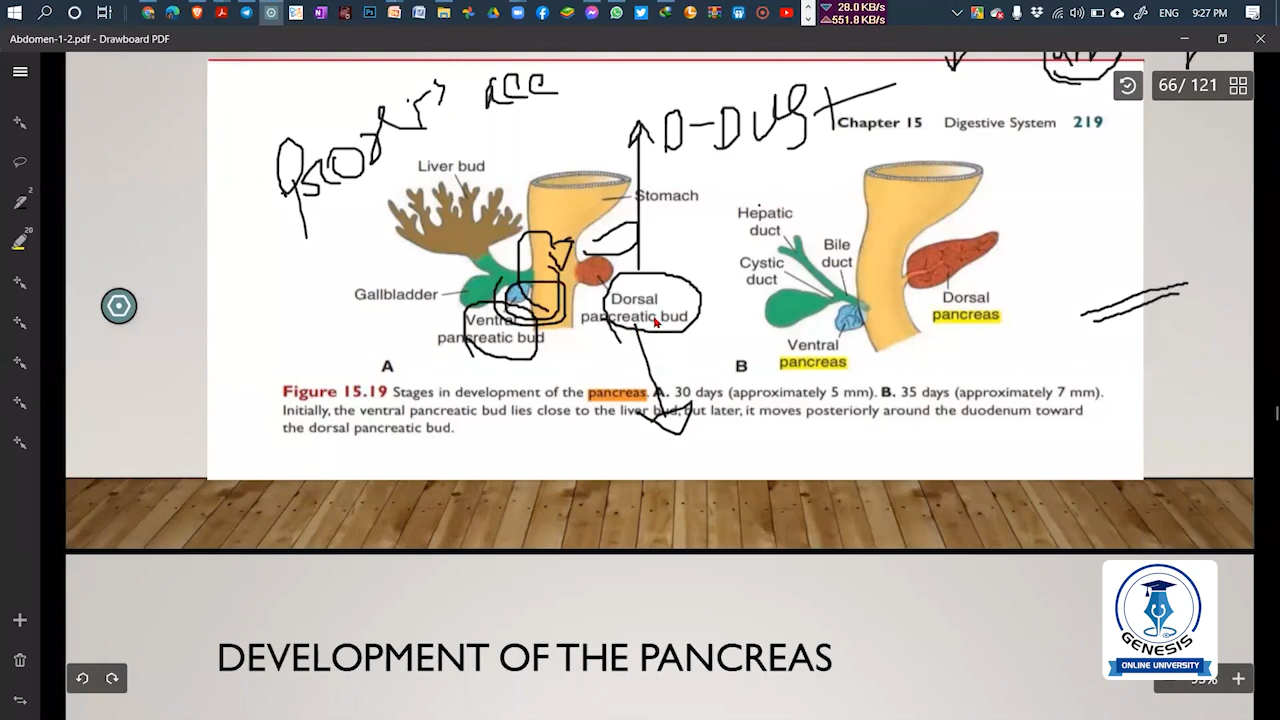 ENG
9:27 PM
28.0 KB/s
551.8 KB/s
Abdomen-1-2.pdf - Drawboard PDF
66/ 121
2
20
Chapter 15 Digestive System 219
D-Duct
acc
Liver bud
Stomach
Gallbladder
Dorsal
pancreatic bud
Ventral
pancreatic bud
A
Hepatic
duct
Bile
duct
Cystic
duct
Dorsal
pancreas
Ventral
pancreas
B
Figure 15.19 Stages in development of the pancreas. A. 30 days (approximately 5 mm). B. 35 days (approximately 7 mm).
Initially, the ventral pancreatic bud lies close to the liver bud, but later, it moves posteriorly around the duodenum toward
the dorsal pancreatic bud.
DEVELOPMENT OF THE PANCREAS
GENESIS
ONLINE UNIVERSITY